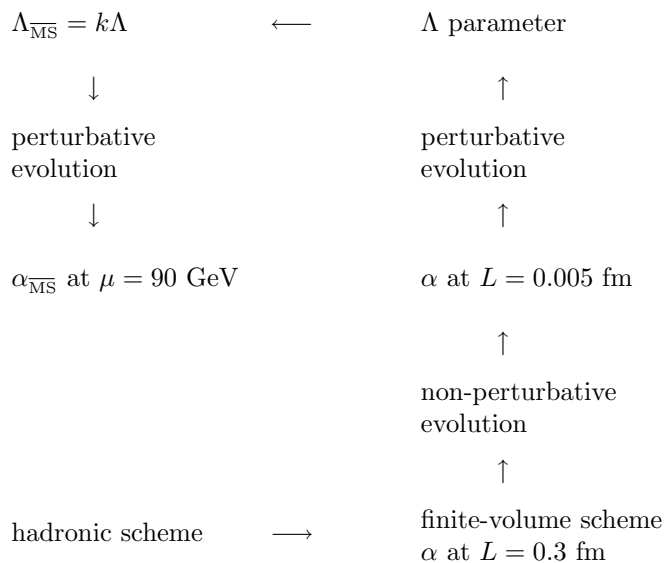 Λ_MS̅ = kΛ ⟵ Λ parameter
↓ ↑
perturbative perturbative
evolution evolution
↓ ↑
α_MS̅ at μ = 90 GeV α at L = 0.005 fm
↑
non-perturbative
evolution
↑
hadronic scheme ⟶ finite-volume scheme
α at L = 0.3 fm